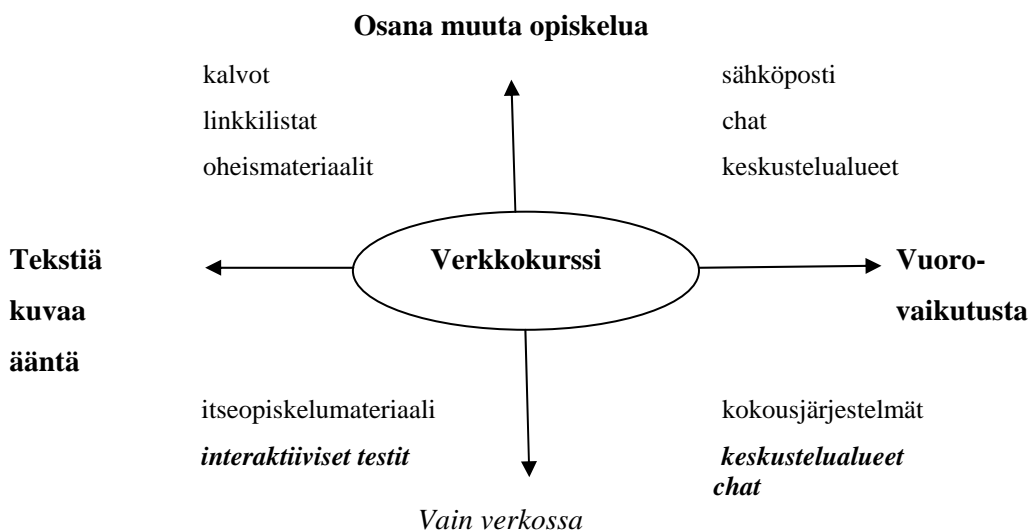 Osana muuta opiskelua
kalvot
linkkilistat
oheismateriaalit
sähköposti
chat
keskustelualueet
Tekstiä
kuvaa
ääntä
Verkkokurssi
Vuoro-
vaikutusta
itseopiskelumateriaali
interaktiiviset testit
kokousjärjestelmät
keskustelualueet
chat
Vain verkossa